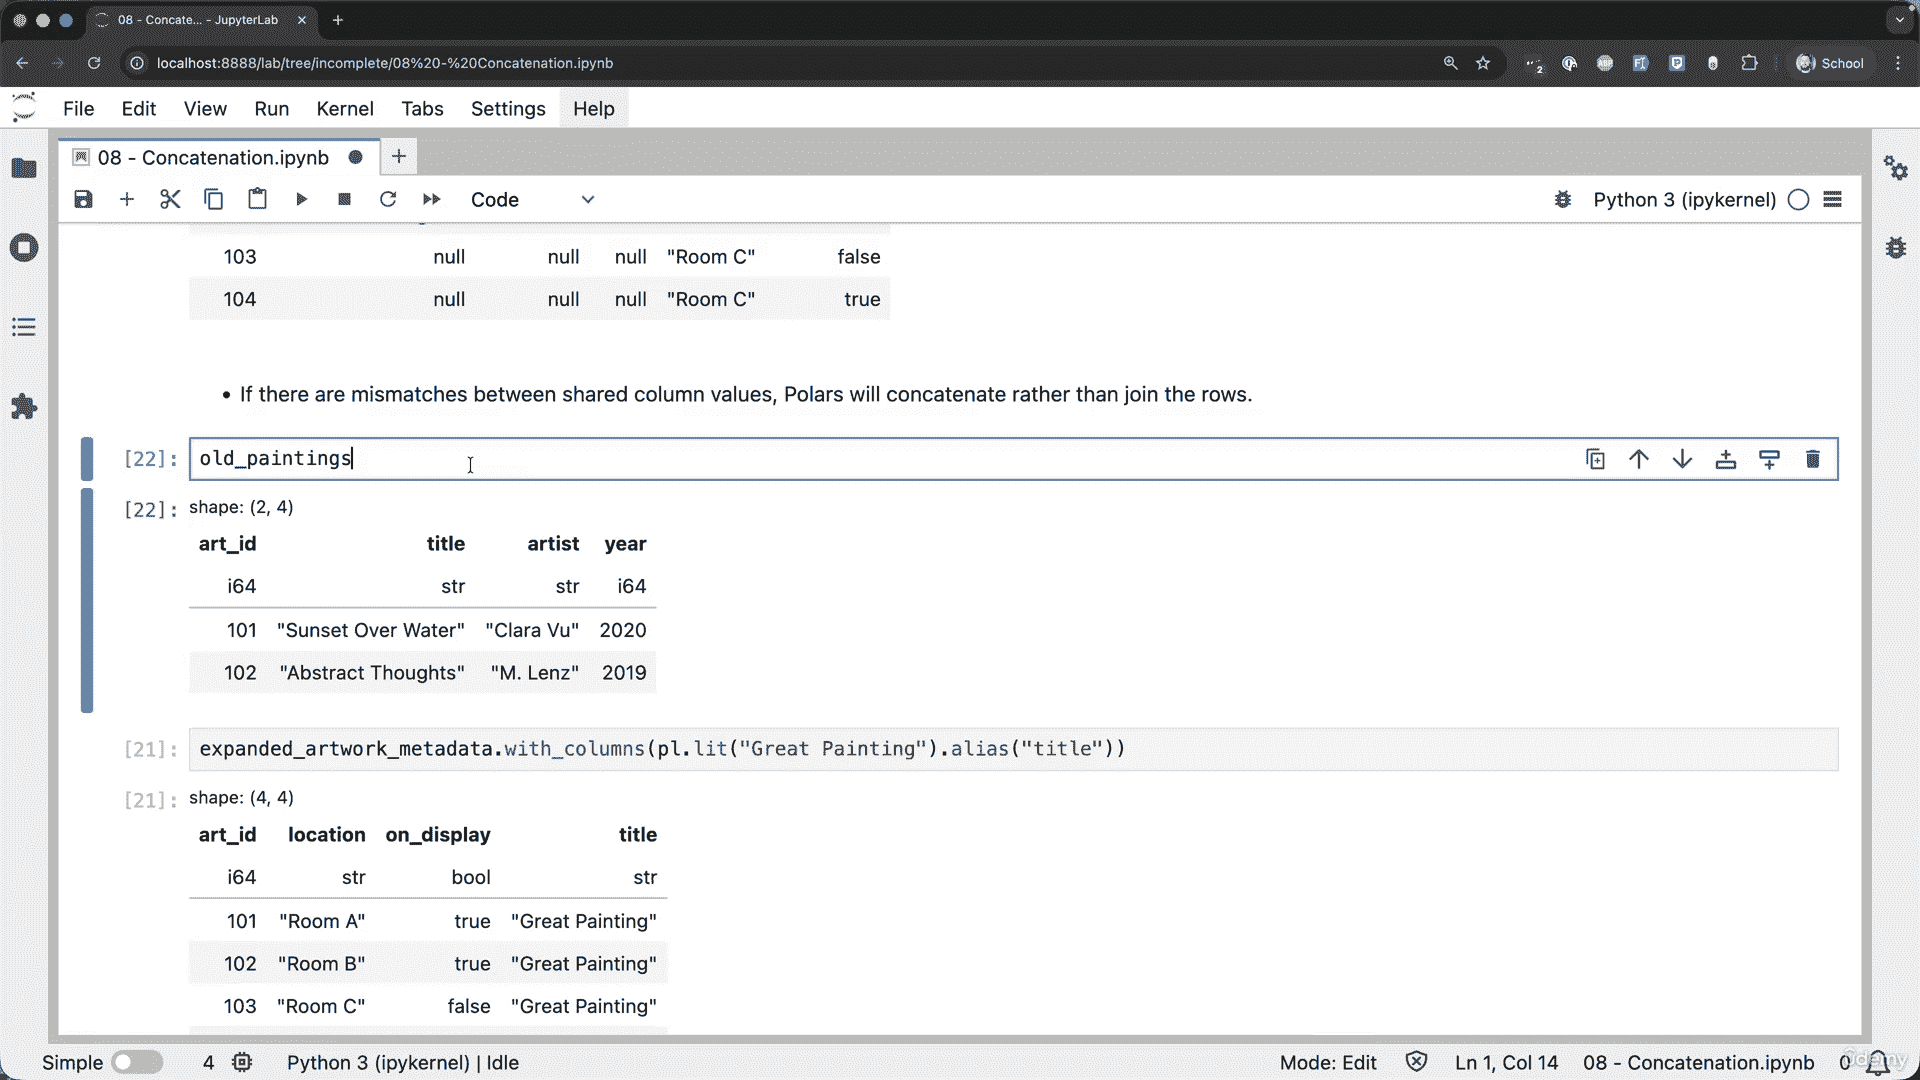 08 - Concate... - JupyterLab
localhost:8888/lab/tree/incomplete/08%20-%20Concatenation.ipynb
2
ABP
School
File Edit View Run Kernel Tabs Settings Help
08 - Concatenation.ipynb
Code
Python 3 (ipykernel)
103 null null null "Room C" false
104 null null null "Room C" true
• If there are mismatches between shared column values, Polars will concatenate rather than join the rows.
[22]: old_paintings
[22]: shape: (2, 4)
art_id title artist year
i64 str str i64
101 "Sunset Over Water" "Clara Vu" 2020
102 "Abstract Thoughts" "M. Lenz" 2019
[21]: expanded_artwork_metadata.with_columns(pl.lit("Great Painting").alias("title"))
[21]: shape: (4, 4)
art_id location on_display title
i64 str bool str
101 "Room A" true "Great Painting"
102 "Room B" true "Great Painting"
103 "Room C" false "Great Painting"
Simple 4 Python 3 (ipykernel) | Idle Mode: Edit Ln 1, Col 14 08 - Concatenation.ipynb 0
Udemy